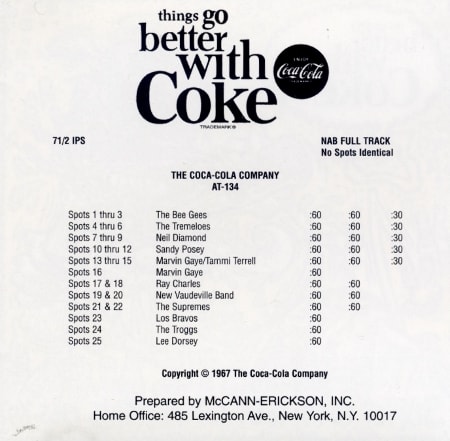 things go
better
with
Coke
TRADEMARK®
ENJOY
Coca-Cola
71/2 IPS
NAB FULL TRACK
No Spots Identical
THE COCA-COLA COMPANY
AT-134
Spots 1 thru 3 The Bee Gees :60 :60 :30
Spots 4 thru 6 The Tremeloes :60 :60 :30
Spots 7 thru 9 Neil Diamond :60 :60 :30
Spots 10 thru 12 Sandy Posey :60 :60 :30
Spots 13 thru 15 Marvin Gaye/Tammi Terrell :60 :60 :30
Spots 16 Marvin Gaye :60
Spots 17 & 18 Ray Charles :60 :60
Spots 19 & 20 New Vaudeville Band :60 :60
Spots 21 & 22 The Supremes :60 :60
Spots 23 Los Bravos :60
Spots 24 The Troggs :60
Spots 25 Lee Dorsey :60
Copyright © 1967 The Coca-Cola Company
Prepared by McCANN-ERICKSON, INC.
Home Office: 485 Lexington Ave., New York, N.Y. 10017